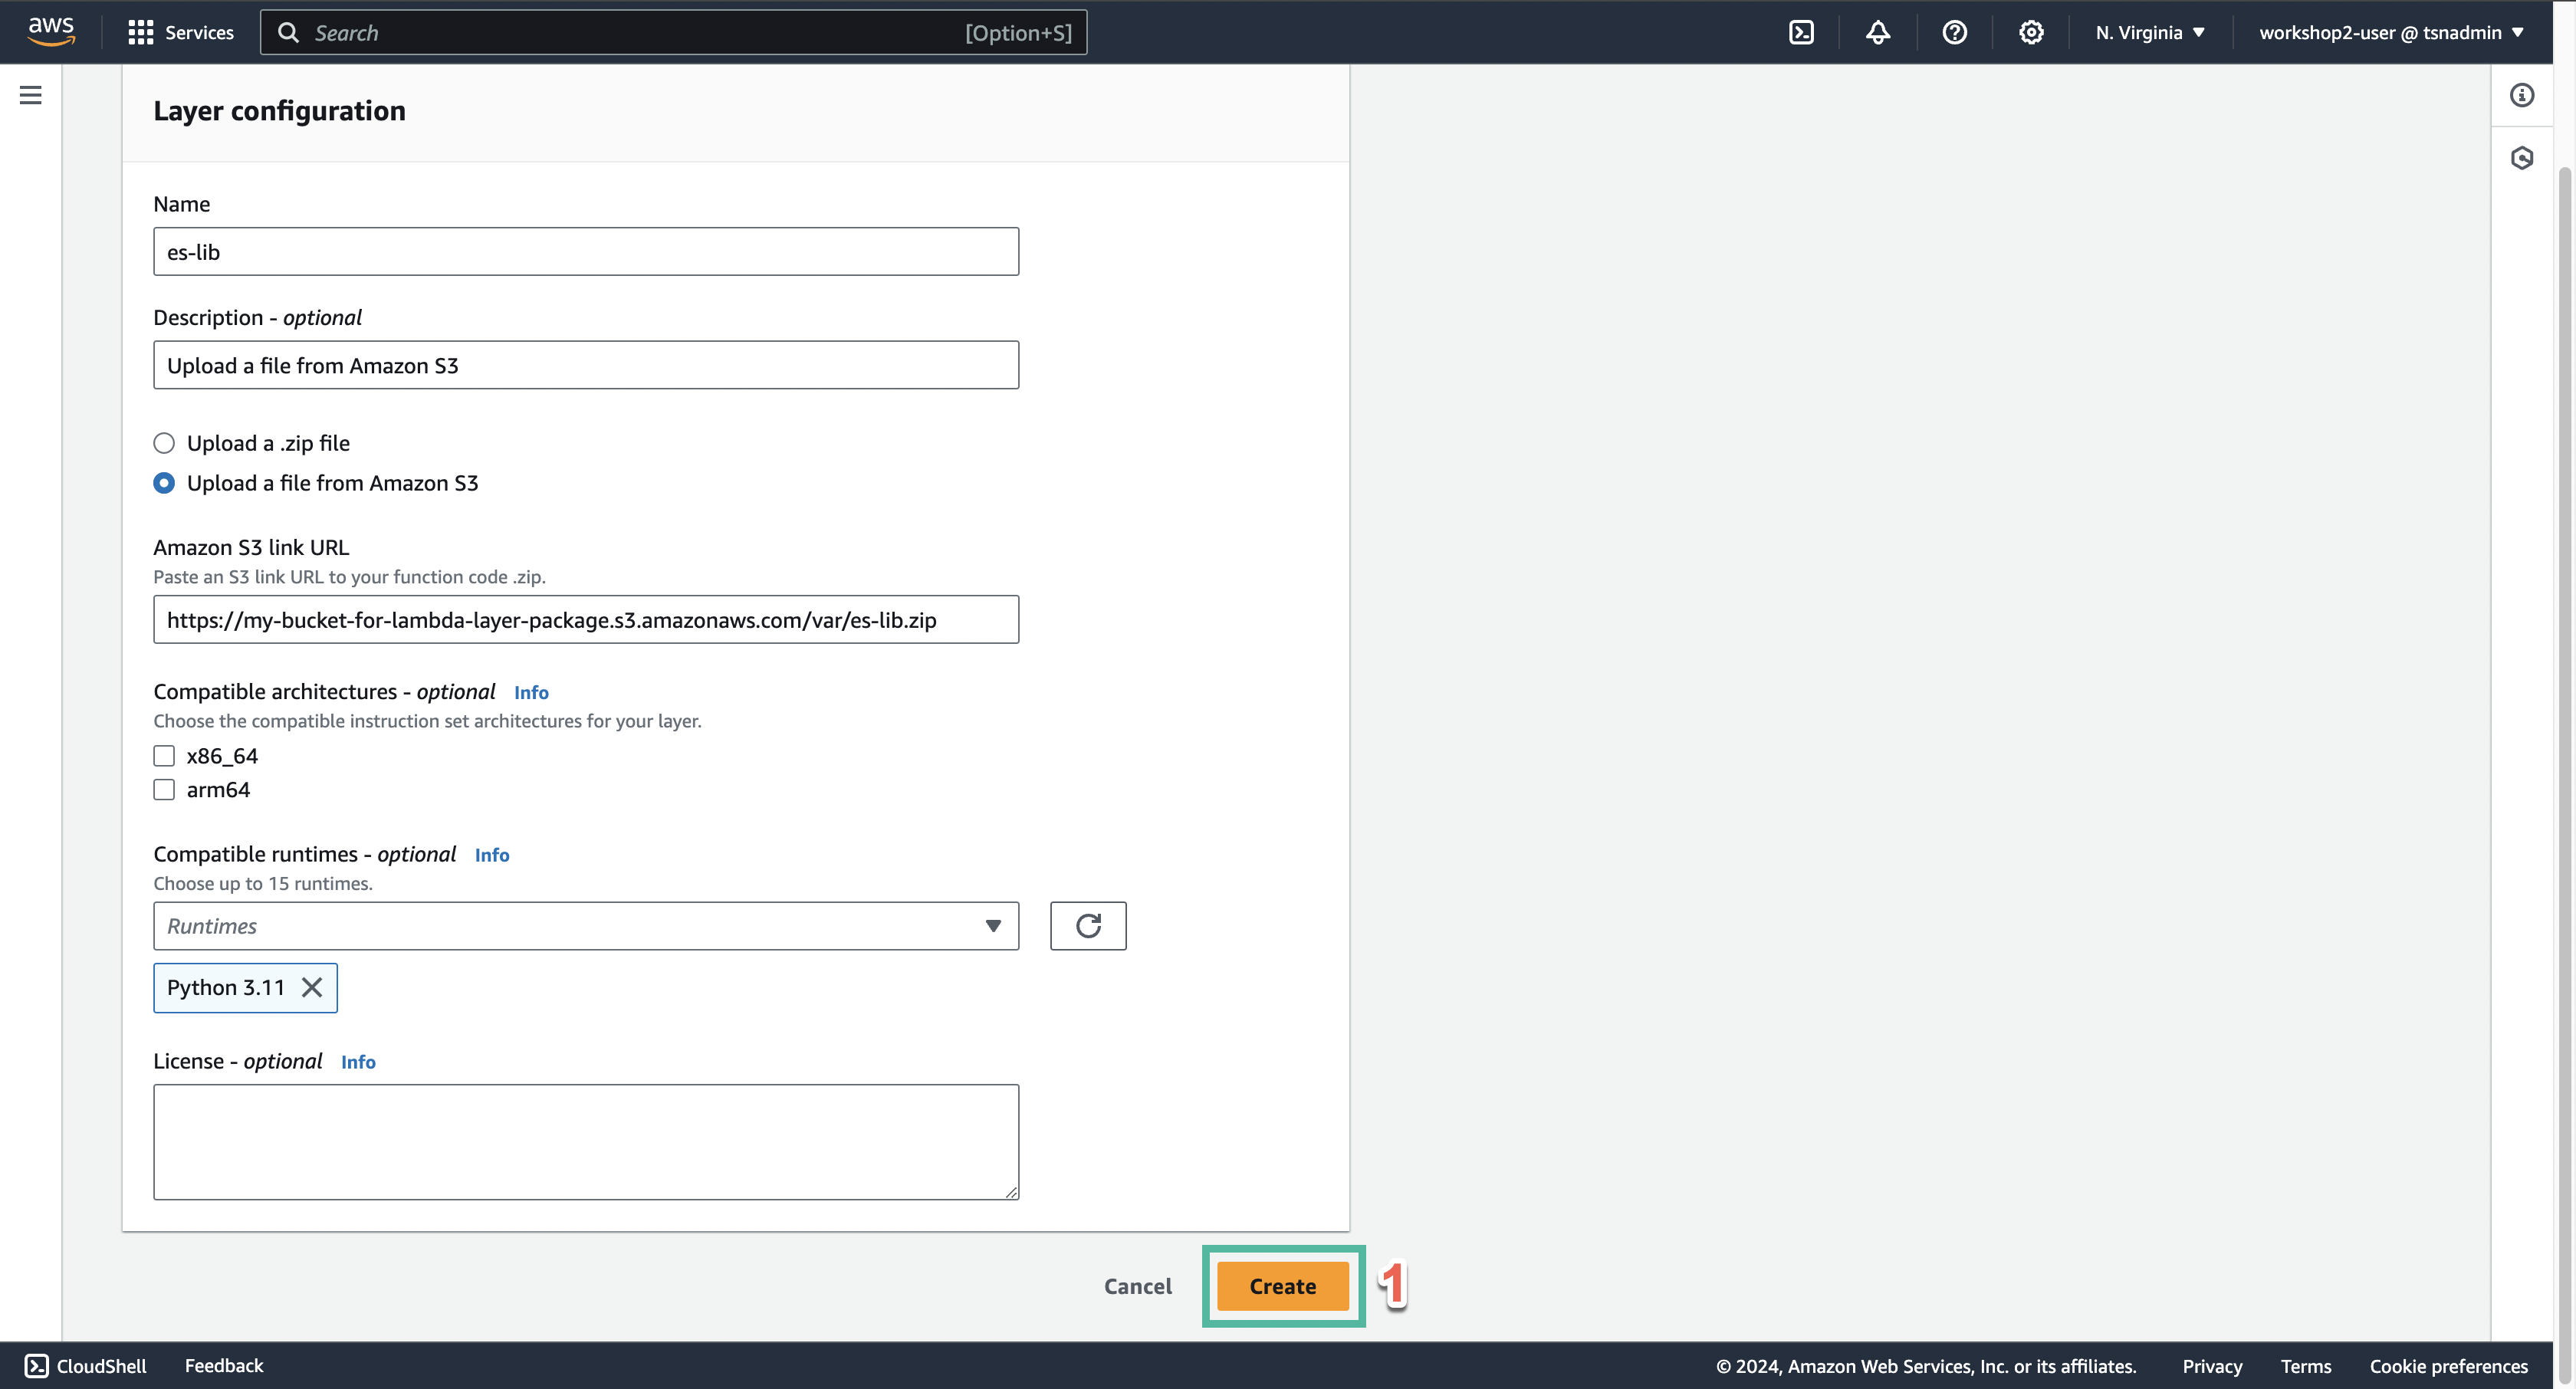 aws
Services
Search
[Option+S]
N. Virginia
workshop2-user @ tsnadmin
Layer configuration
Name
es-lib
Description - optional
Upload a file from Amazon S3
Upload a .zip file
Upload a file from Amazon S3
Amazon S3 link URL
Paste an S3 link URL to your function code .zip.
https://my-bucket-for-lambda-layer-package.s3.amazonaws.com/var/es-lib.zip
Compatible architectures - optional Info
Choose the compatible instruction set architectures for your layer.
x86_64
arm64
Compatible runtimes - optional Info
Choose up to 15 runtimes.
Runtimes
Python 3.11
License - optional Info
Cancel
Create
1
CloudShell
Feedback
© 2024, Amazon Web Services, Inc. or its affiliates.
Privacy
Terms
Cookie preferences